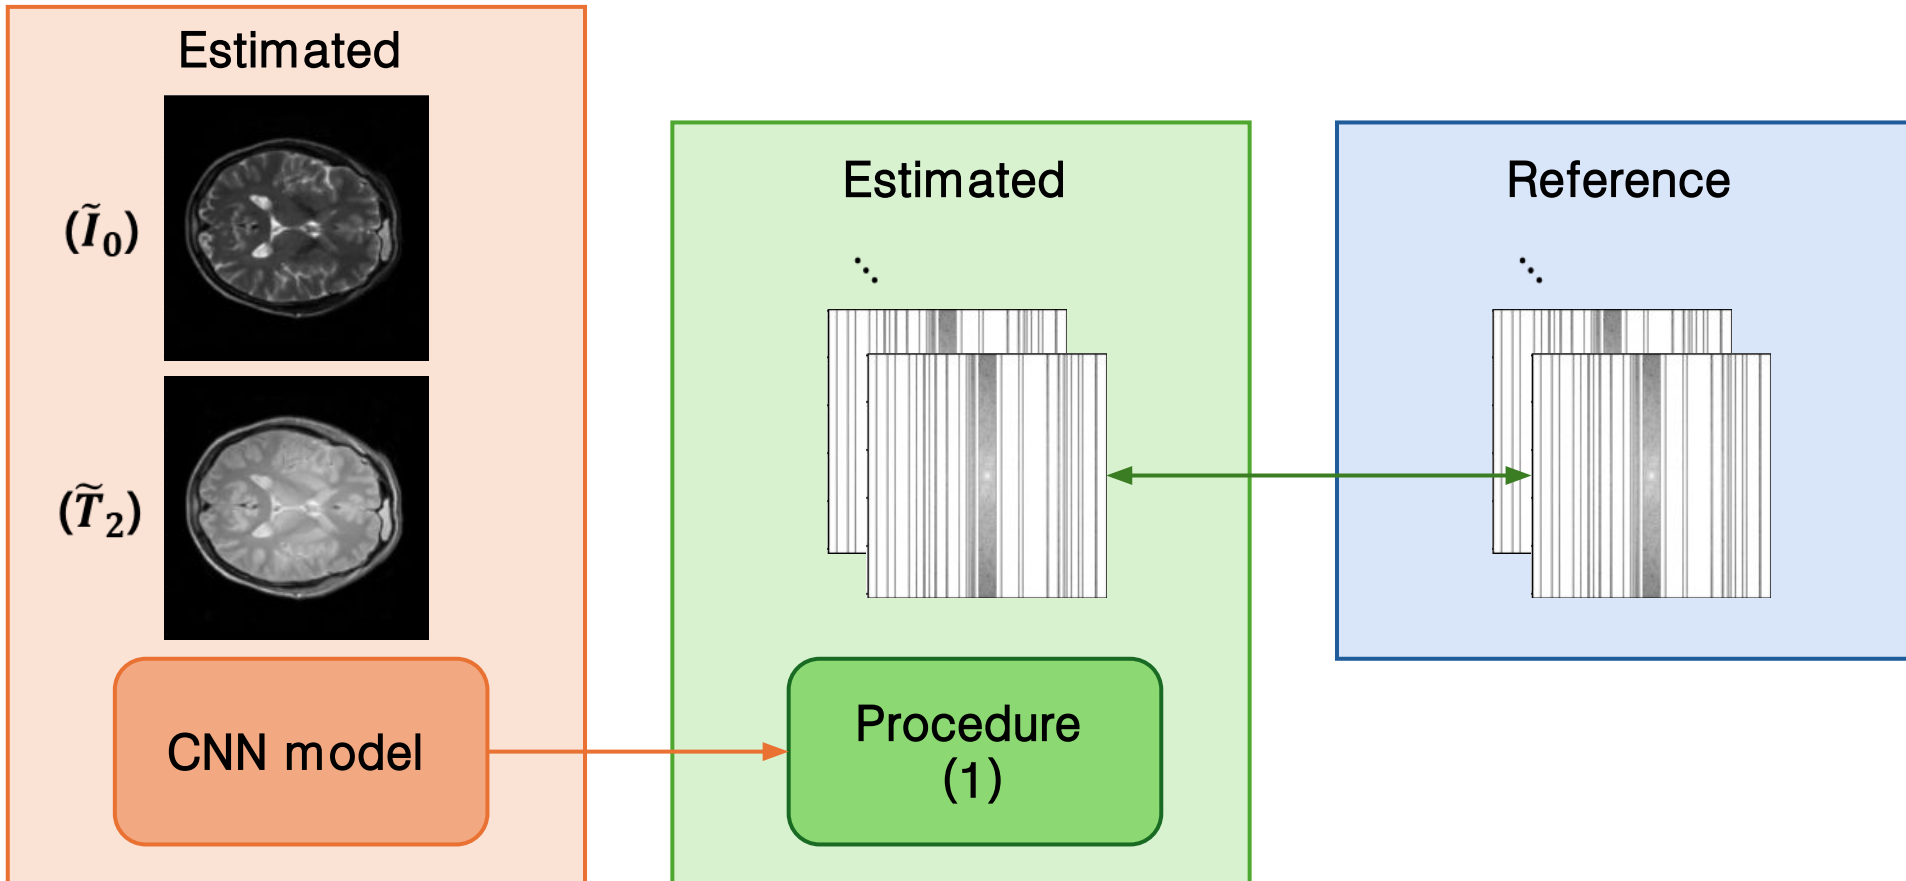 Estimated
(Ĩ₀)
(T̃₂)
CNN model
Estimated
Procedure
(1)
Reference